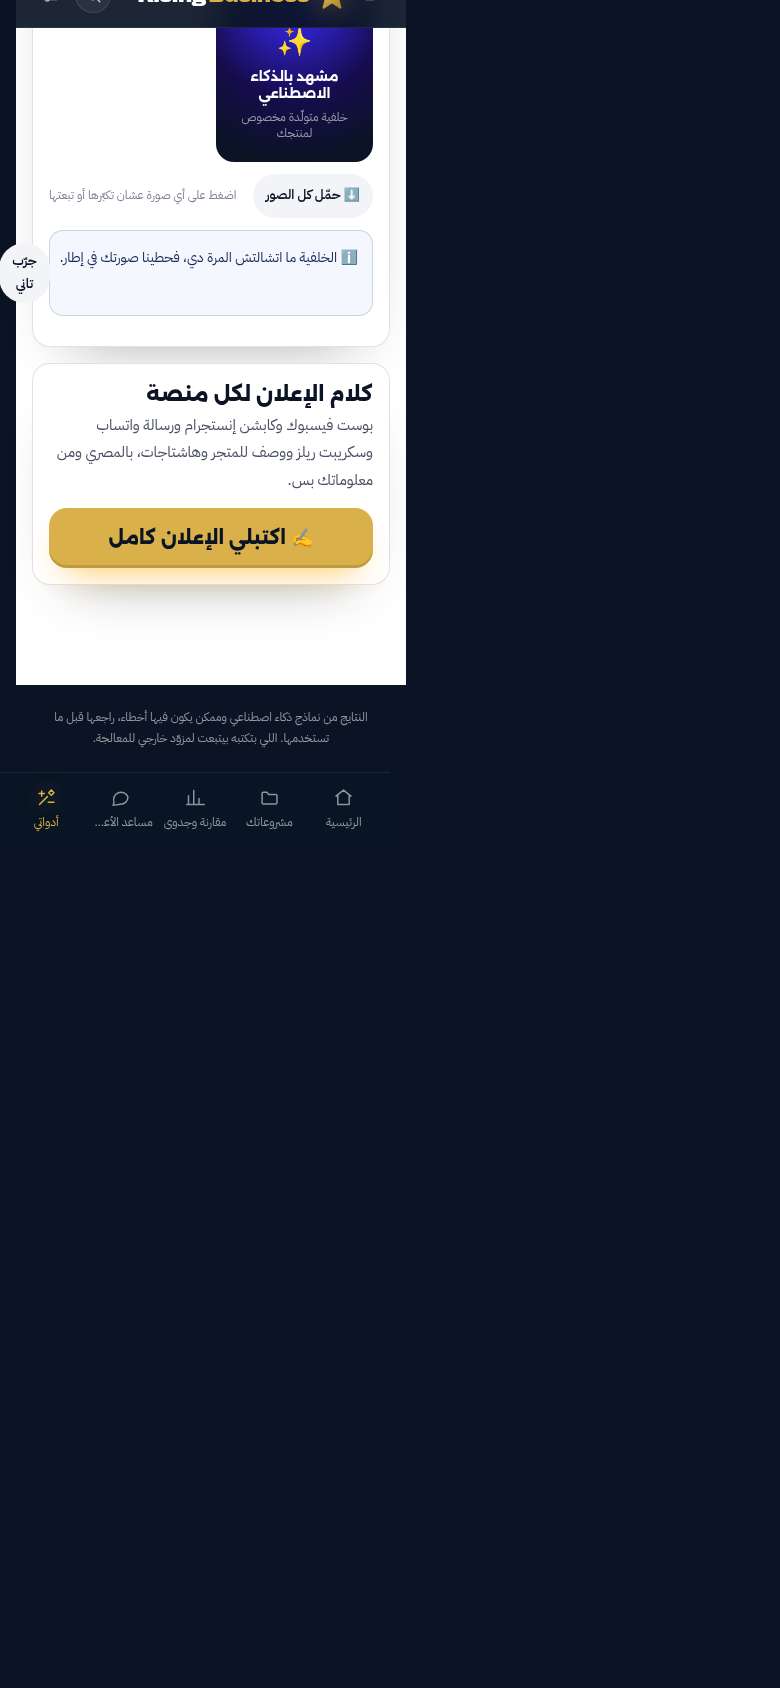 Rising Business
مشهد بالذكاء
الاصطناعي
خلفية متولّدة مخصوص
لمنتجك
حمّل كل الصور
اضغط على أي صورة عشان تكبّرها أو تبعتها
الخلفية ما اتشالتش المرة دي، فحطينا صورتك في إطار.
جرّب
تاني
كلام الإعلان لكل منصة
بوست فيسبوك وكابشن إنستجرام ورسالة واتساب
وسكريبت ريلز ووصف للمتجر وهاشتاجات، بالمصري ومن
معلوماتك بس.
اكتبلي الإعلان كامل
النتايج من نماذج ذكاء اصطناعي وممكن يكون فيها أخطاء، راجعها قبل ما
تستخدمها. اللي بتكتبه بيتبعت لمزوّد خارجي للمعالجة.
الرئيسية
مشروعاتك
مقارنة وجدوى
مساعد الأع...
أدواتي